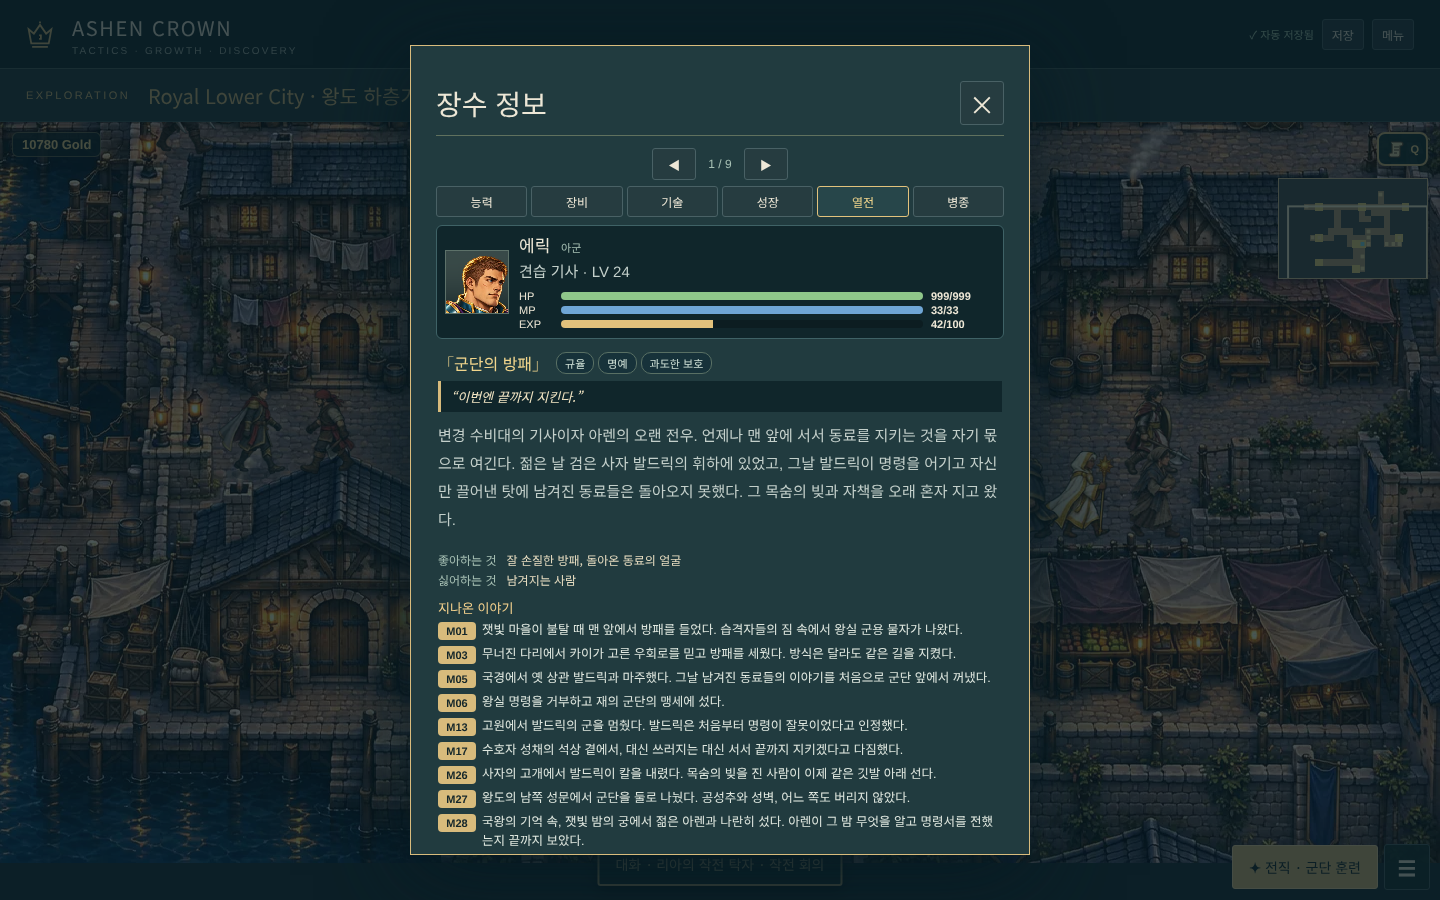 ASHEN CROWN
TACTICS · GROWTH · DISCOVERY
✓ 자동 저장됨
저장
메뉴
EXPLORATION
Royal Lower City · 왕도 하층
10780 Gold
Q
장수 정보
1 / 9
능력
장비
기술
성장
열전
병종
에릭 아군
견습 기사 · LV 24
HP 999/999
MP 33/33
EXP 42/100
「군단의 방패」 규율 명예 과도한 보호
“이번엔 끝까지 지킨다.”
변경 수비대의 기사이자 아렌의 오랜 전우. 언제나 맨 앞에 서서 동료를 지키는 것을 자기 몫
으로 여긴다. 젊은 날 검은 사자 발드릭의 휘하에 있었고, 그날 발드릭이 명령을 어기고 자신
만 끌어낸 탓에 남겨진 동료들은 돌아오지 못했다. 그 목숨의 빚과 자책을 오래 혼자 지고 왔
다.
좋아하는 것 잘 손질한 방패, 돌아온 동료의 얼굴
싫어하는 것 남겨지는 사람
지나온 이야기
M01 잿빛 마을이 불탈 때 맨 앞에서 방패를 들었다. 습격자들의 짐 속에서 왕실 군용 물자가 나왔다.
M03 무너진 다리에서 카이가 고른 우회로를 믿고 방패를 세웠다. 방식은 달라도 같은 길을 지켰다.
M05 국경에서 옛 상관 발드릭과 마주했다. 그날 남겨진 동료들의 이야기를 처음으로 군단 앞에서 꺼냈다.
M06 왕실 명령을 거부하고 재의 군단의 맹세에 섰다.
M13 고원에서 발드릭의 군을 멈췄다. 발드릭은 처음부터 명령이 잘못이었다고 인정했다.
M17 수호자 성채의 석상 곁에서, 대신 쓰러지는 대신 서서 끝까지 지키겠다고 다짐했다.
M26 사자의 고개에서 발드릭이 칼을 내렸다. 목숨의 빚을 진 사람이 이제 같은 깃발 아래 선다.
M27 왕도의 남쪽 성문에서 군단을 둘로 나눴다. 공성추와 성벽, 어느 쪽도 버리지 않았다.
M28 국왕의 기억 속, 잿빛 밤의 궁에서 젊은 아렌과 나란히 섰다. 아렌이 그 밤 무엇을 알고 명령서를 전했
는지 끝까지 보았다.
대화 · 리마의 작전 탁자 · 작전 회의
✦ 전직 · 군단 훈련